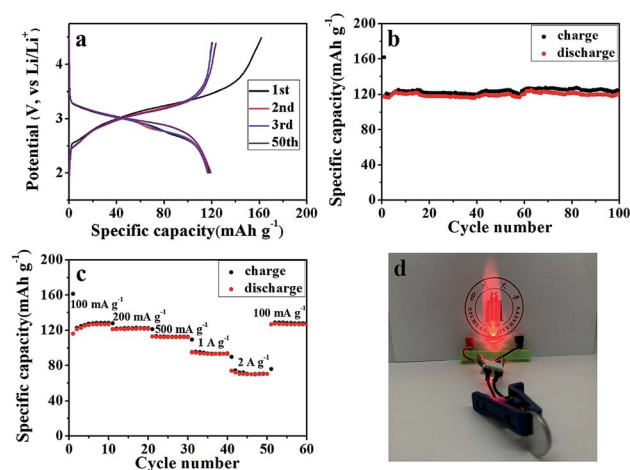 a
Potential (V, vs Li/Li⁺)
4
3
2
1st
2nd
3rd
50th
0 40 80 120 160 200
Specific capacity(mAh g⁻¹)
b
Specific capacity(mAh g⁻¹)
200
160
120
80
40
0
charge
discharge
0 20 40 60 80 100
Cycle number
c
Specific capacity(mAh g⁻¹)
200
160
120
80
40
0
charge
discharge
100 mA g⁻¹
200 mA g⁻¹
500 mA g⁻¹
1 A g⁻¹
2 A g⁻¹
100 mA g⁻¹
0 10 20 30 40 50 60
Cycle number
d